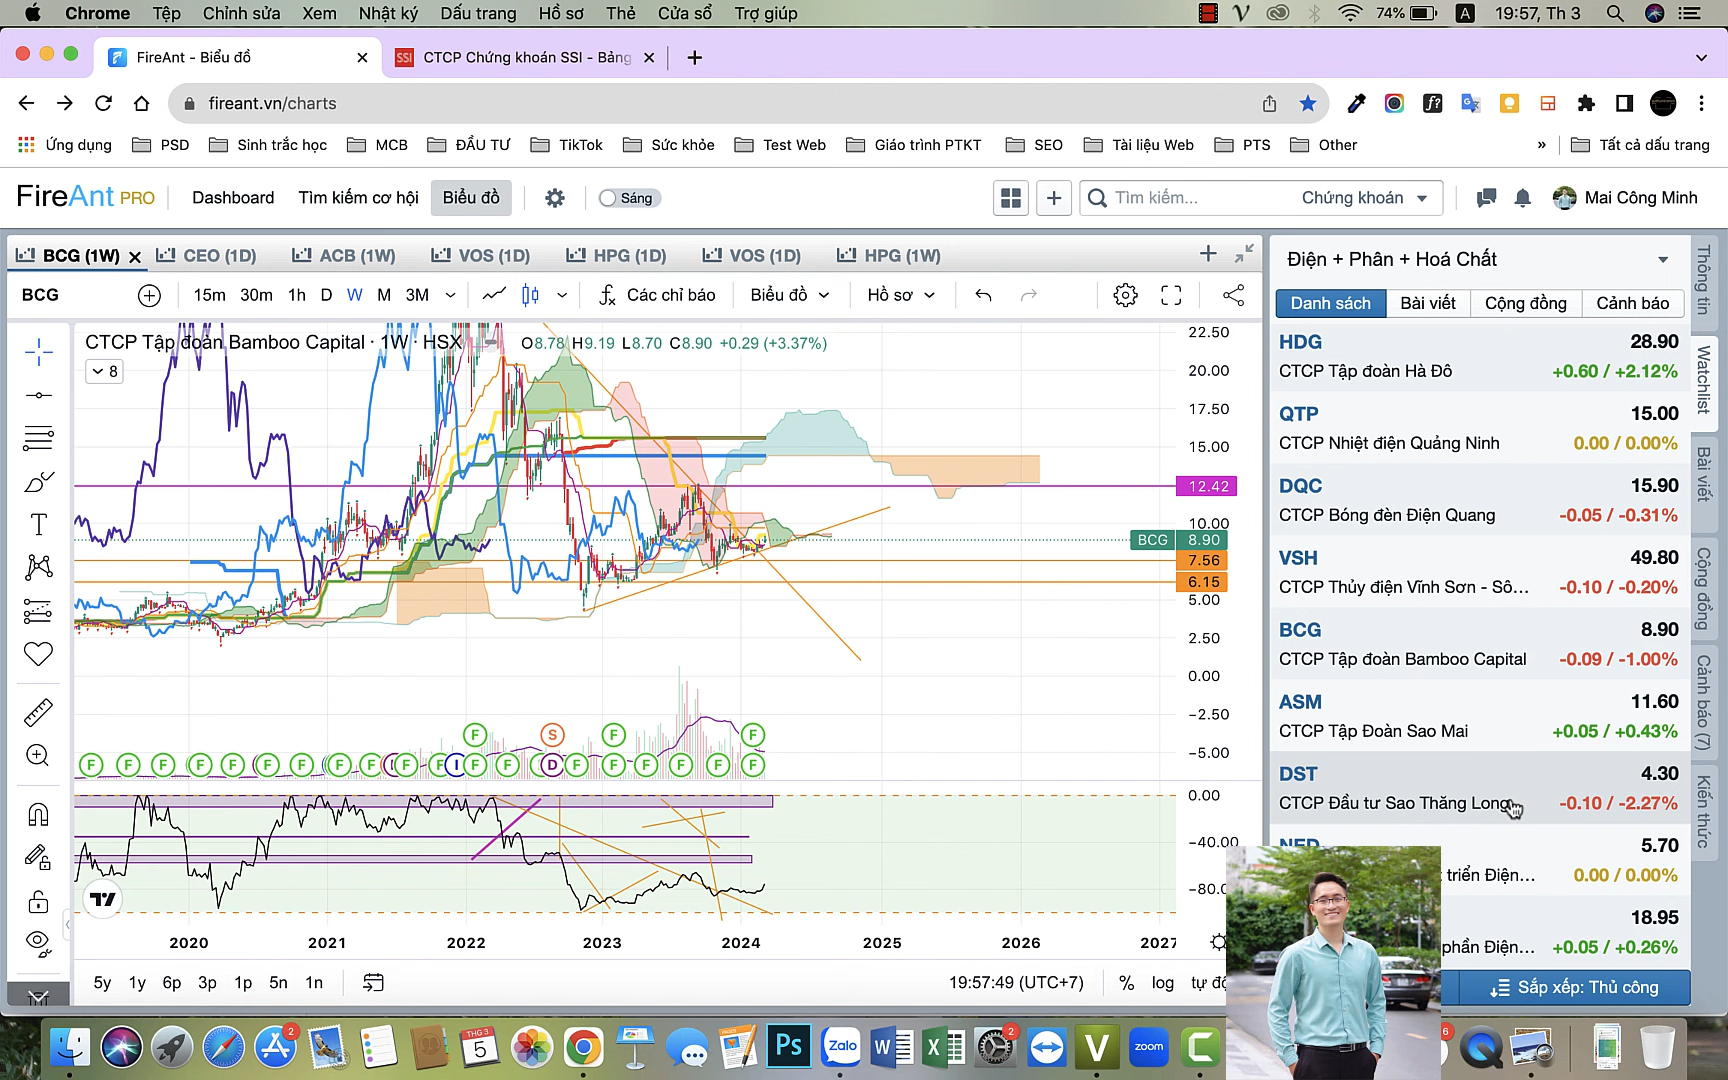 Chrome Tệp Chỉnh sửa Xem Nhật ký Dấu trang Hồ sơ Thẻ Cửa sổ Trợ giúp 74% A 19:57, Th 3
FireAnt - Biểu đồ
SSI CTCP Chứng khoán SSI - Bảng
fireant.vn/charts
Ứng dụng PSD Sinh trắc học MCB ĐẦU TƯ TikTok Sức khỏe Test Web Giáo trình PTKT SEO Tài liệu Web PTS Other » Tất cả dấu trang
FireAnt PRO Dashboard Tìm kiếm cơ hội Biểu đồ Sáng Tìm kiếm... Chứng khoán Mai Công Minh
BCG (1W) CEO (1D) ACB (1W) VOS (1D) HPG (1D) VOS (1D) HPG (1W)
BCG 15m 30m 1h D W M 3M Các chỉ báo Biểu đồ Hồ sơ
CTCP Tập đoàn Bamboo Capital · 1W · HSX O8.78 H9.19 L8.70 C8.90 +0.29 (+3.37%)
8
22.50
20.00
17.50
15.00
12.42
10.00
BCG 8.90
7.56
6.15
5.00
2.50
0.00
−2.50
−5.00
F S F F
F F F F F F F F F F F I F F D F F F F F F
0.00
−40.00
−80.0
2020 2021 2022 2023 2024 2025 2026 2027
5y 1y 6p 3p 1p 5n 1n 19:57:49 (UTC+7) % log tự độ
Điện + Phân + Hoá Chất
Danh sách Bài viết Cộng đồng Cảnh báo
HDG 28.90
CTCP Tập đoàn Hà Đô +0.60 / +2.12%
QTP 15.00
CTCP Nhiệt điện Quảng Ninh 0.00 / 0.00%
DQC 15.90
CTCP Bóng đèn Điện Quang -0.05 / -0.31%
VSH 49.80
CTCP Thủy điện Vĩnh Sơn - Sô... -0.10 / -0.20%
BCG 8.90
CTCP Tập đoàn Bamboo Capital -0.09 / -1.00%
ASM 11.60
CTCP Tập Đoàn Sao Mai +0.05 / +0.43%
DST 4.30
CTCP Đầu tư Sao Thăng Long -0.10 / -2.27%
5.70
triển Điện... 0.00 / 0.00%
18.95
phần Điện... +0.05 / +0.26%
Sắp xếp: Thủ công
Thông tin
Watchlist
Bài viết
Cộng đồng
Cảnh báo (7)
Kiến thức
2 THG 3 5 Ps Zalo W X 2 V zoom C 6